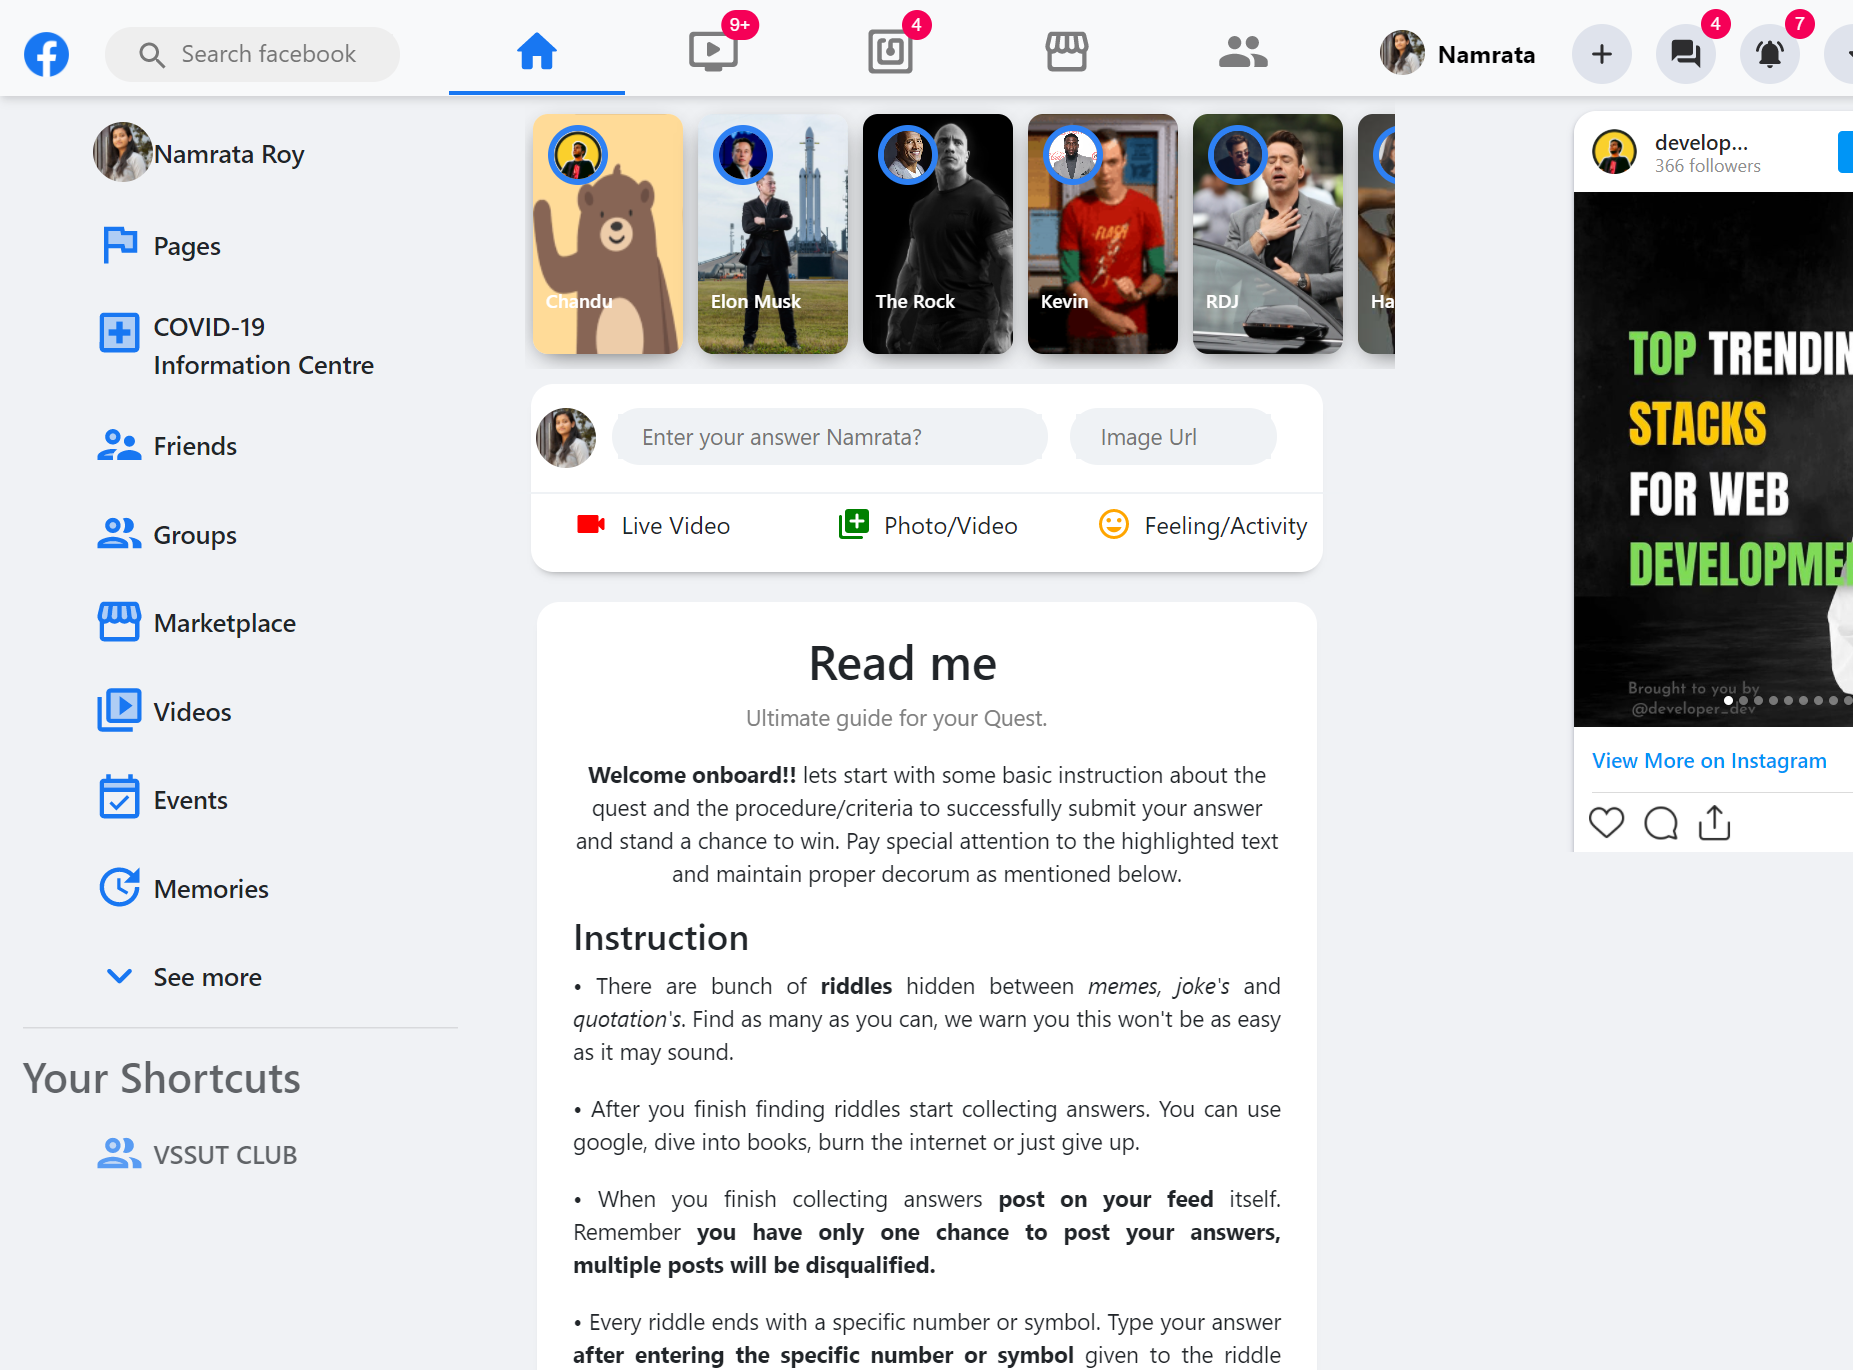 Search facebook
9+
4
Namrata
4
7
Namrata Roy
Pages
COVID-19
Information Centre
Friends
Groups
Marketplace
Videos
Events
Memories
See more
Your Shortcuts
VSSUT CLUB
Chandu
Elon Musk
The Rock
FLASH
Kevin
RDJ
Ha
Enter your answer Namrata?
Image Url
Live Video
Photo/Video
Feeling/Activity
Read me
Ultimate guide for your Quest.
Welcome onboard!! lets start with some basic instruction about the
quest and the procedure/criteria to successfully submit your answer
and stand a chance to win. Pay special attention to the highlighted text
and maintain proper decorum as mentioned below.
Instruction
• There are bunch of riddles hidden between memes, joke's and
quotation's. Find as many as you can, we warn you this won't be as easy
as it may sound.
• After you finish finding riddles start collecting answers. You can use
google, dive into books, burn the internet or just give up.
• When you finish collecting answers post on your feed itself.
Remember you have only one chance to post your answers,
multiple posts will be disqualified.
• Every riddle ends with a specific number or symbol. Type your answer
after entering the specific number or symbol given to the riddle
develop...
366 followers
TOP TRENDIN
STACKS
FOR WEB
DEVELOPME
Brought to you by
@developer_dev
View More on Instagram